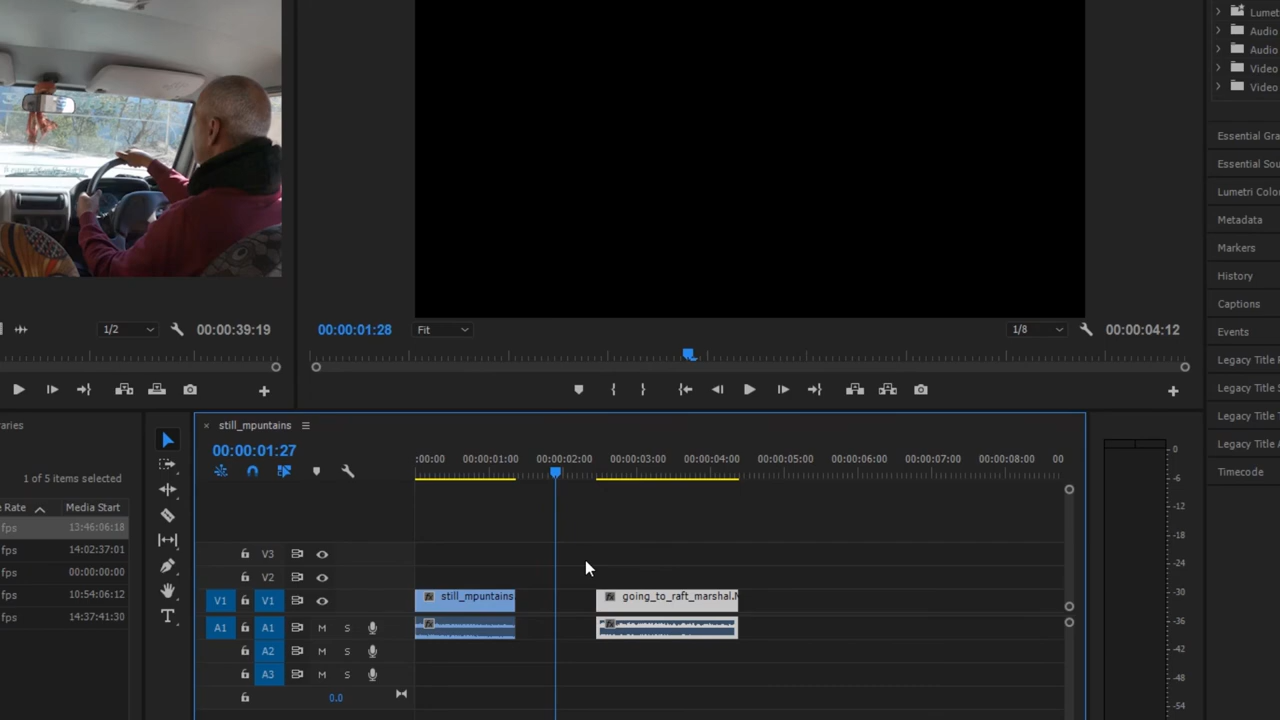 Lumet
Audio
Audio
Video
Video
Essential Gra
Essential Sou
Lumetri Colo
Metadata
Markers
History
Captions
Events
Legacy Title F
Legacy Title S
Legacy Title T
Legacy Title A
Timecode
1/2
00:00:39:19
00:00:01:28
Fit
1/8
00:00:04:12
aries
1 of 5 items selected
e Rate
Media Start
fps
13:46:06:18
fps
14:02:37:01
fps
00:00:00:00
fps
10:54:06:12
fps
14:37:41:30
× still_mpuntains
00:00:01:27
:00:00
00:00:01:00
00:00:02:00
00:00:03:00
00:00:04:00
00:00:05:00
00:00:06:00
00:00:07:00
00:00:08:00
00
V3
V2
V1
V1
fx still_mpuntains.
fx going_to_raft_marshal.M
A1
A1
M
S
A2
M
S
A3
M
S
0.0
0
-6
-12
-18
-24
-30
-36
-42
-48
-54